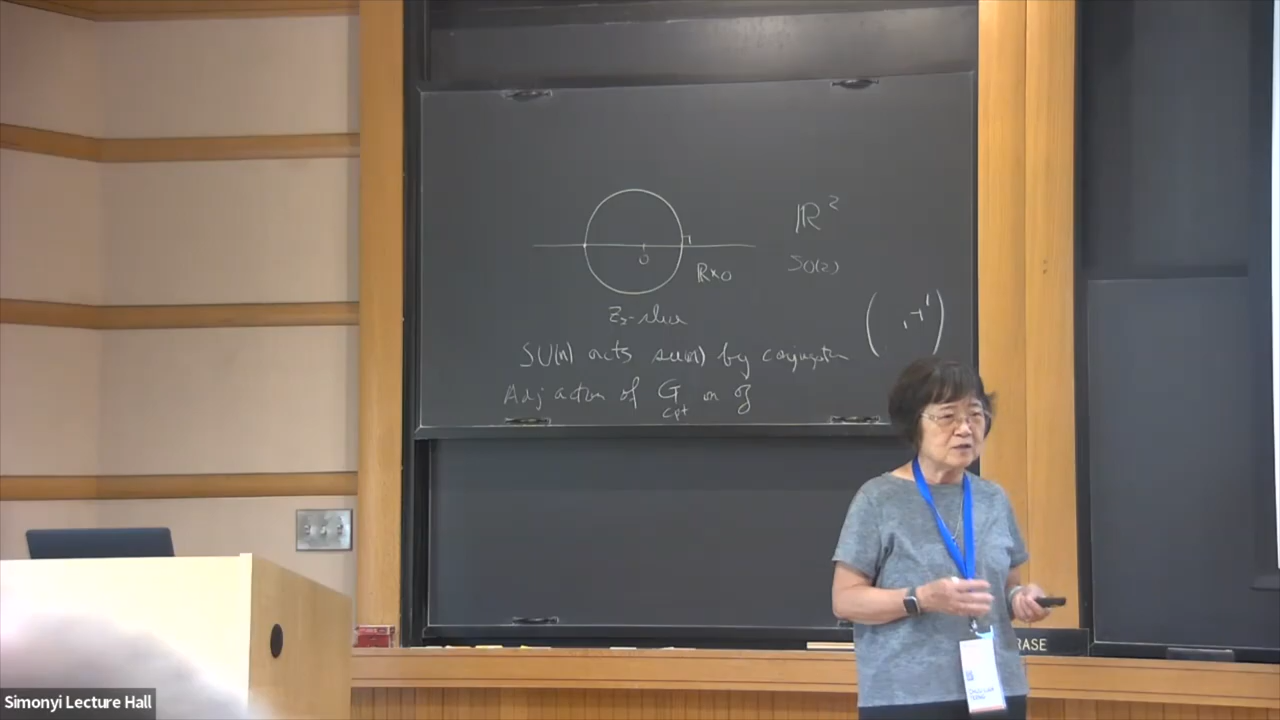 ℝ²
SO(2)
0
ℝ×0
Z₂-slice
SU(n) acts su(n) by conjugation
Adj action of G on 𝔤
cpt
ERASE
Simonyi Lecture Hall